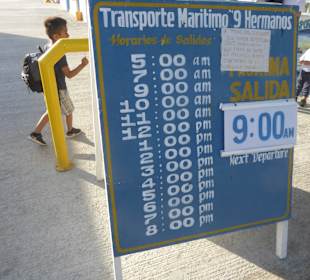 Transporte Maritimo "9 Hermanos"
Horarios de Salidas
5:00 am
7:00 am
9:00 am
10:00 am
11:00 am
12:00 pm
1:00 pm
2:00 pm
3:00 pm
4:00 pm
5:00 pm
6:00 pm
7:00 pm
8:00 pm
SALIDA
9:00 AM
Next Departure